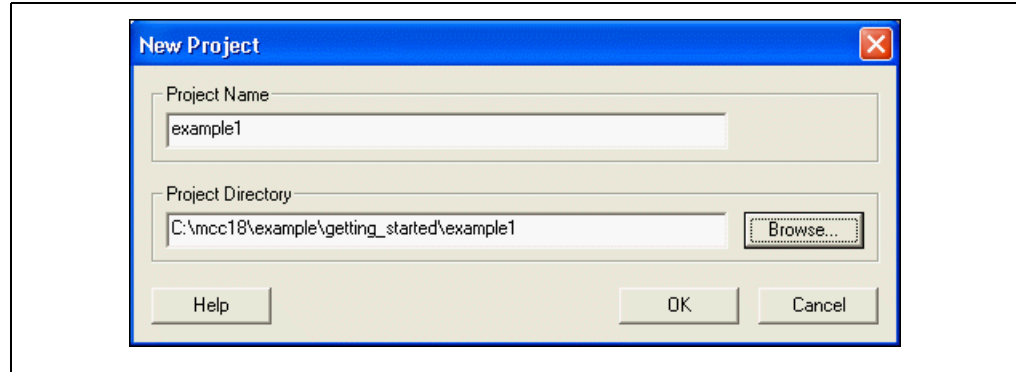 New Project
Project Name
example1
Project Directory
C:\mcc18\example\getting_started\example1
Browse...
Help
OK
Cancel